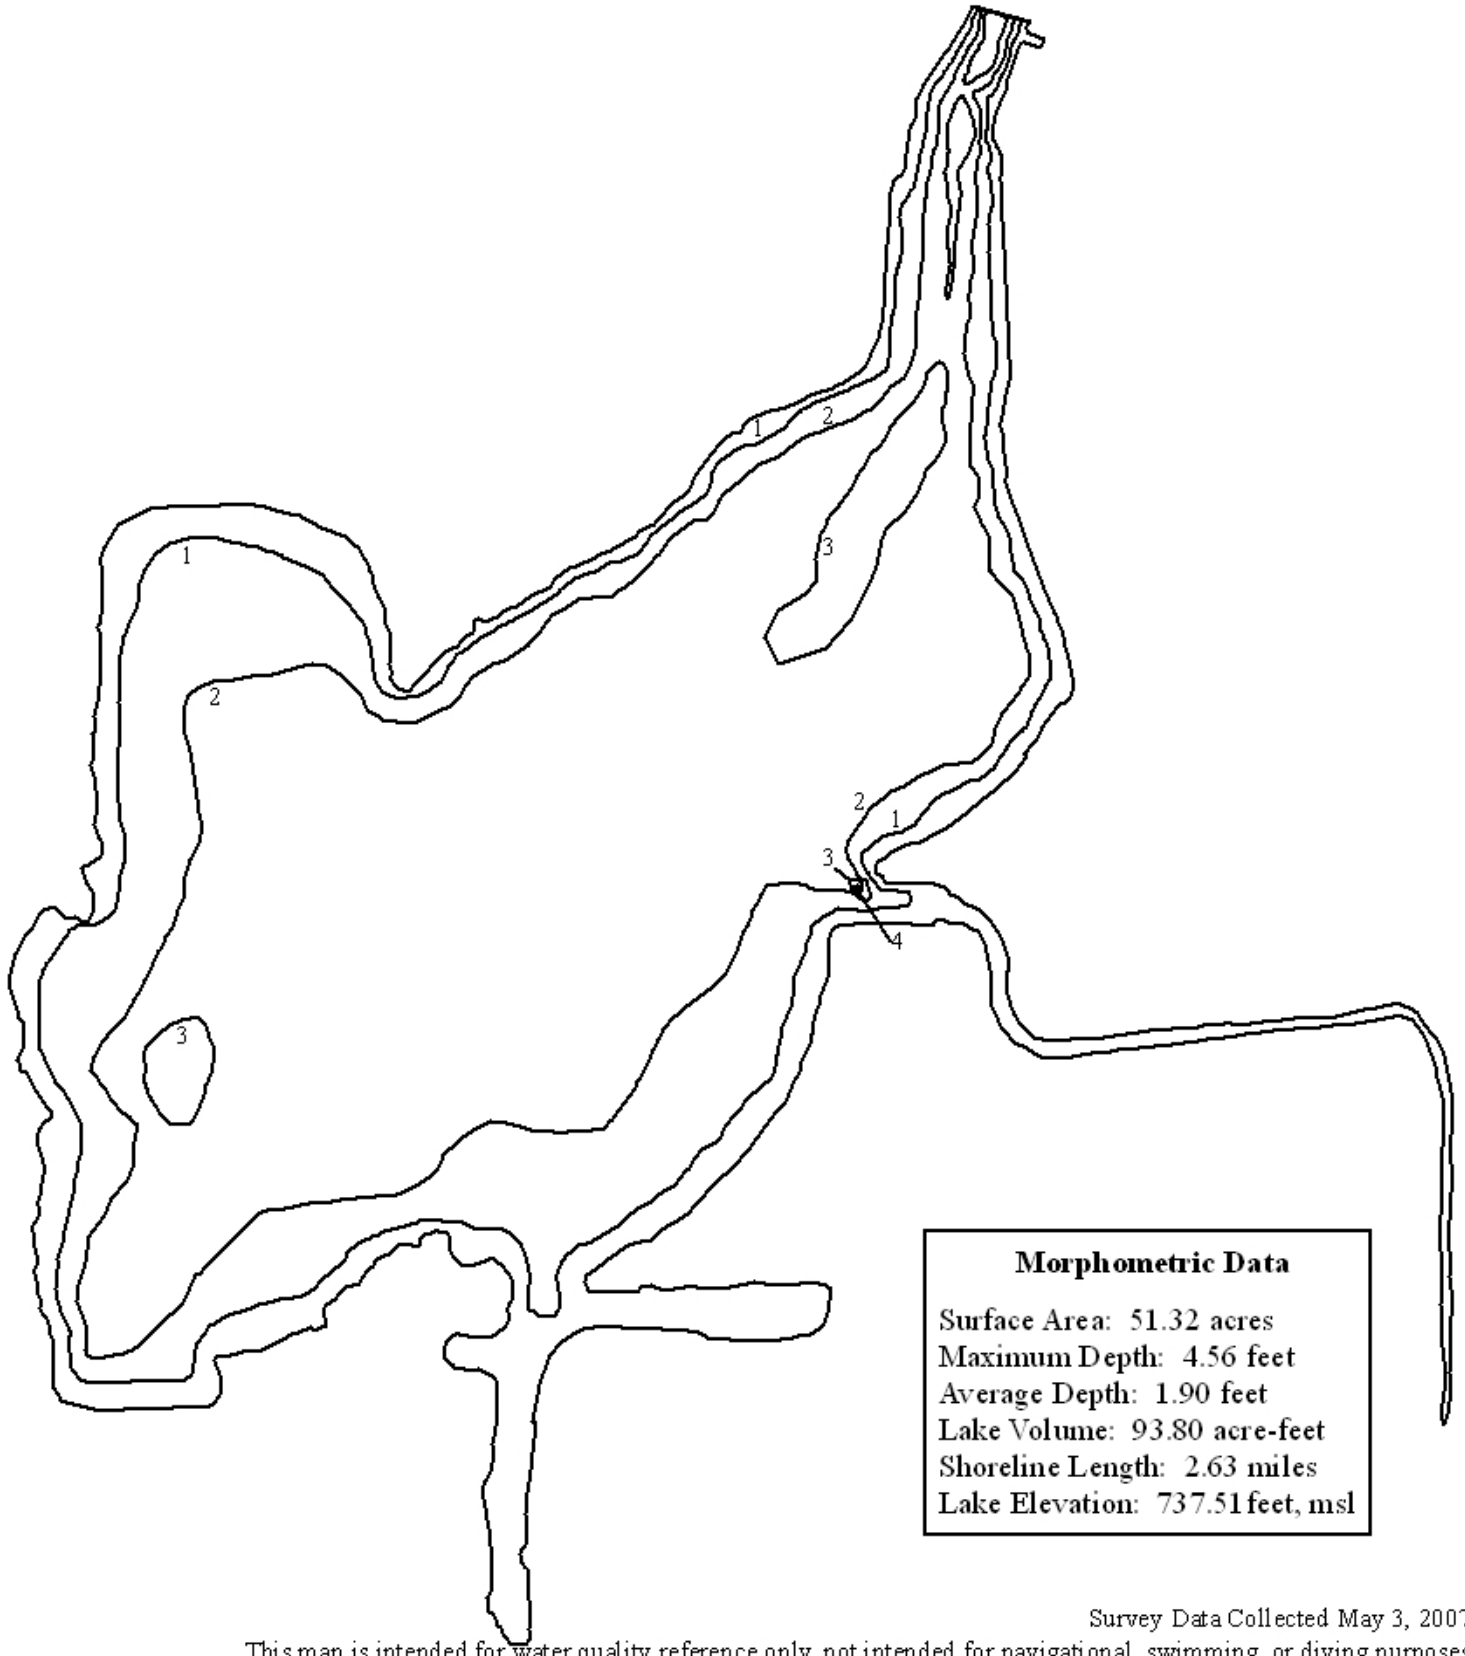 1
2
1
3
2
2
1
3
4
3
Morphometric Data
Surface Area: 51.32 acres
Maximum Depth: 4.56 feet
Average Depth: 1.90 feet
Lake Volume: 93.80 acre-feet
Shoreline Length: 2.63 miles
Lake Elevation: 737.51feet, msl
Survey Data Collected May 3, 2007
This map is intended for water quality reference only, not intended for navigational, swimming, or diving purposes